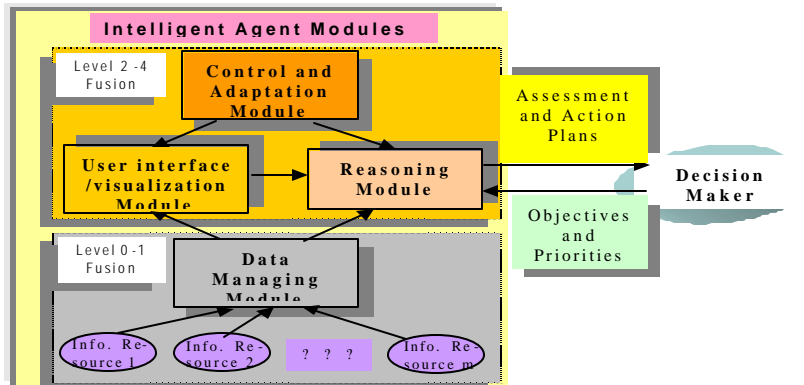 Intelligent Agent Modules
Level 2-4
Fusion
Control and
Adaptation
Module
Assessment
and Action
Plans
User interface
/visualization
Module
Reasoning
Module
Decision
Maker
Objectives
and
Priorities
Level 0-1
Fusion
Data
Managing
Module
Info. Re-
source 1
Info. Re-
source 2
? ? ?
Info. Re-
source m